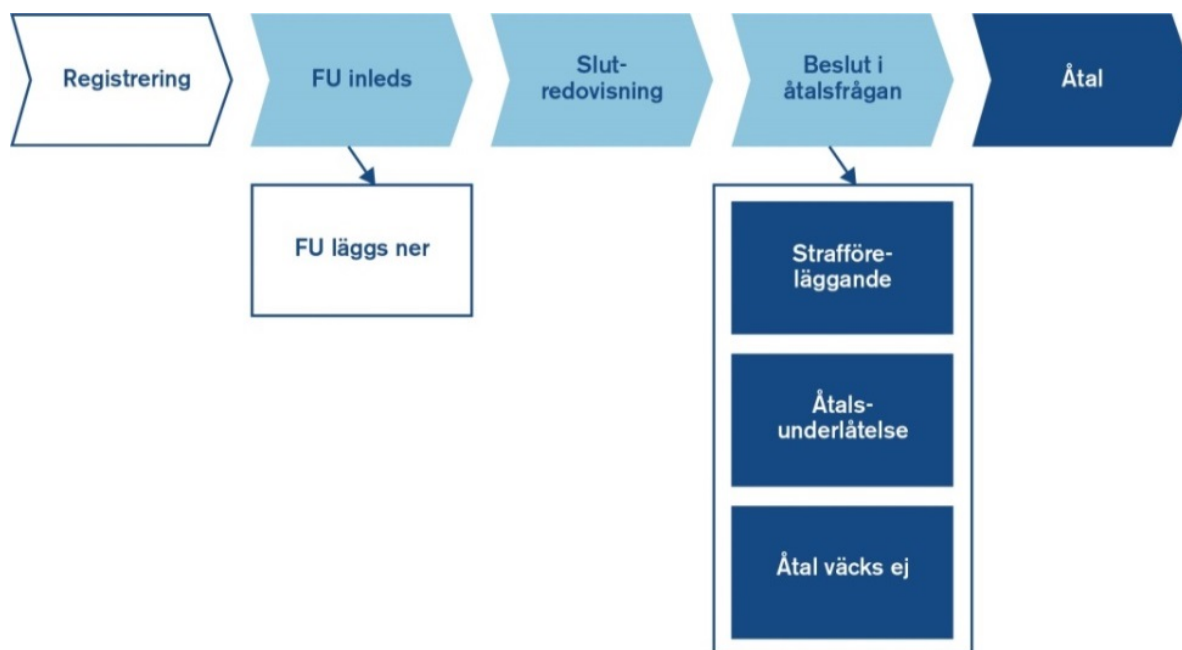 Registrering
FU inleds
Slut-
redovisning
Beslut i
åtalsfrågan
Åtal
FU läggs ner
Strafföre-
läggande
Åtals-
underlåtelse
Åtal väcks ej